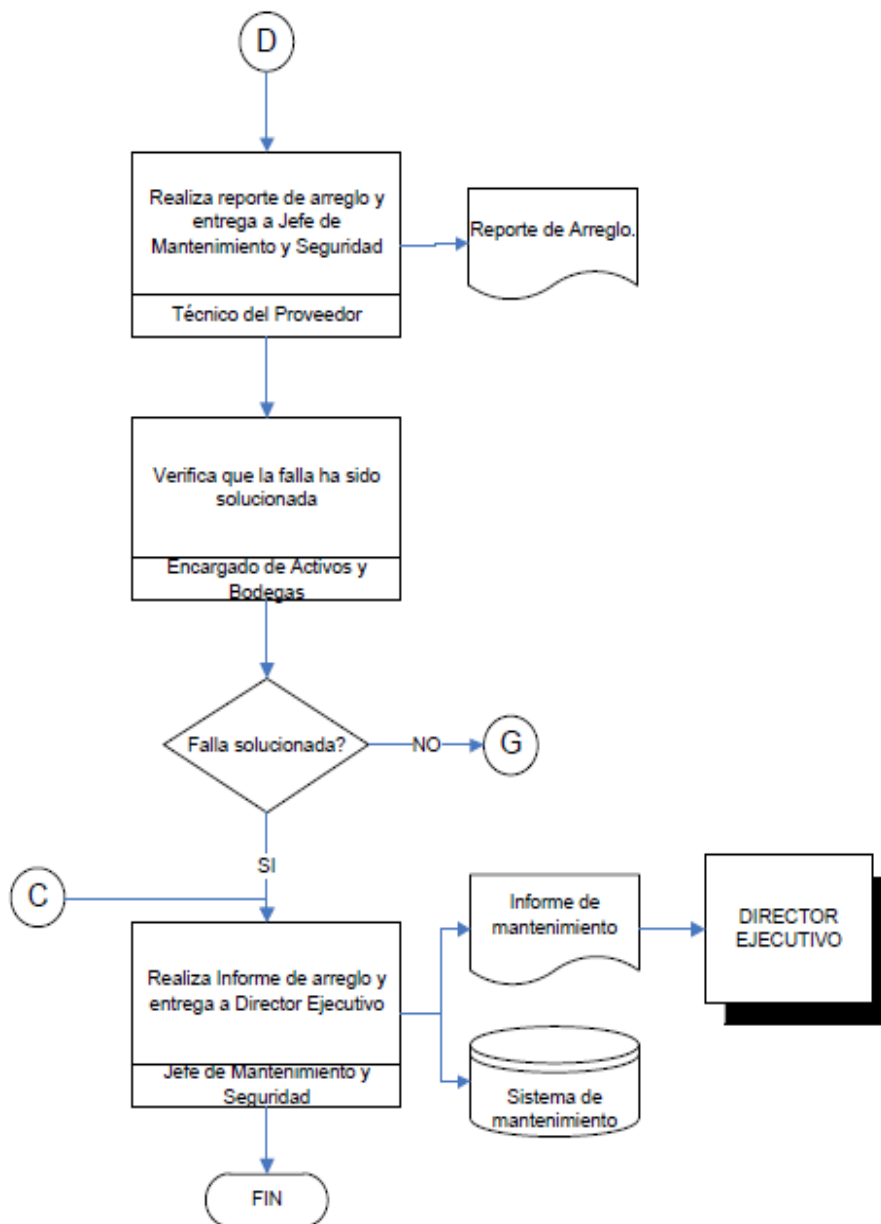 D
Realiza reporte de arreglo y
entrega a Jefe de
Mantenimiento y Seguridad
Técnico del Proveedor
Reporte de Arreglo.
Verifica que la falla ha sido
solucionada
Encargado de Activos y
Bodegas
Falla solucionada?
NO
G
SI
C
Realiza Informe de arreglo y
entrega a Director Ejecutivo
Jefe de Mantenimiento y
Seguridad
Informe de
mantenimiento
DIRECTOR
EJECUTIVO
Sistema de
mantenimiento
FIN